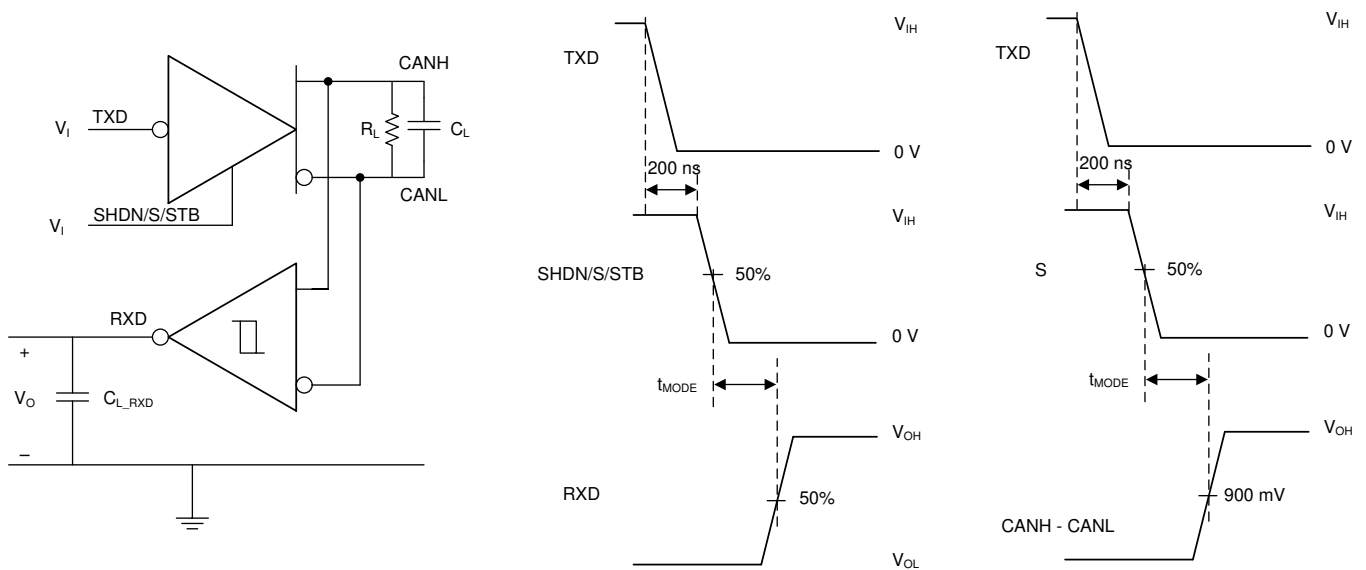 CANH
TXD
V_I
R_L
C_L
CANL
SHDN/S/STB
V_I
RXD
+
V_O
C_L_RXD
–
V_IH
TXD
0 V
200 ns
V_IH
SHDN/S/STB
50%
0 V
t_MODE
V_OH
RXD
50%
V_OL
V_IH
TXD
0 V
200 ns
V_IH
S
50%
0 V
t_MODE
V_OH
900 mV
CANH - CANL